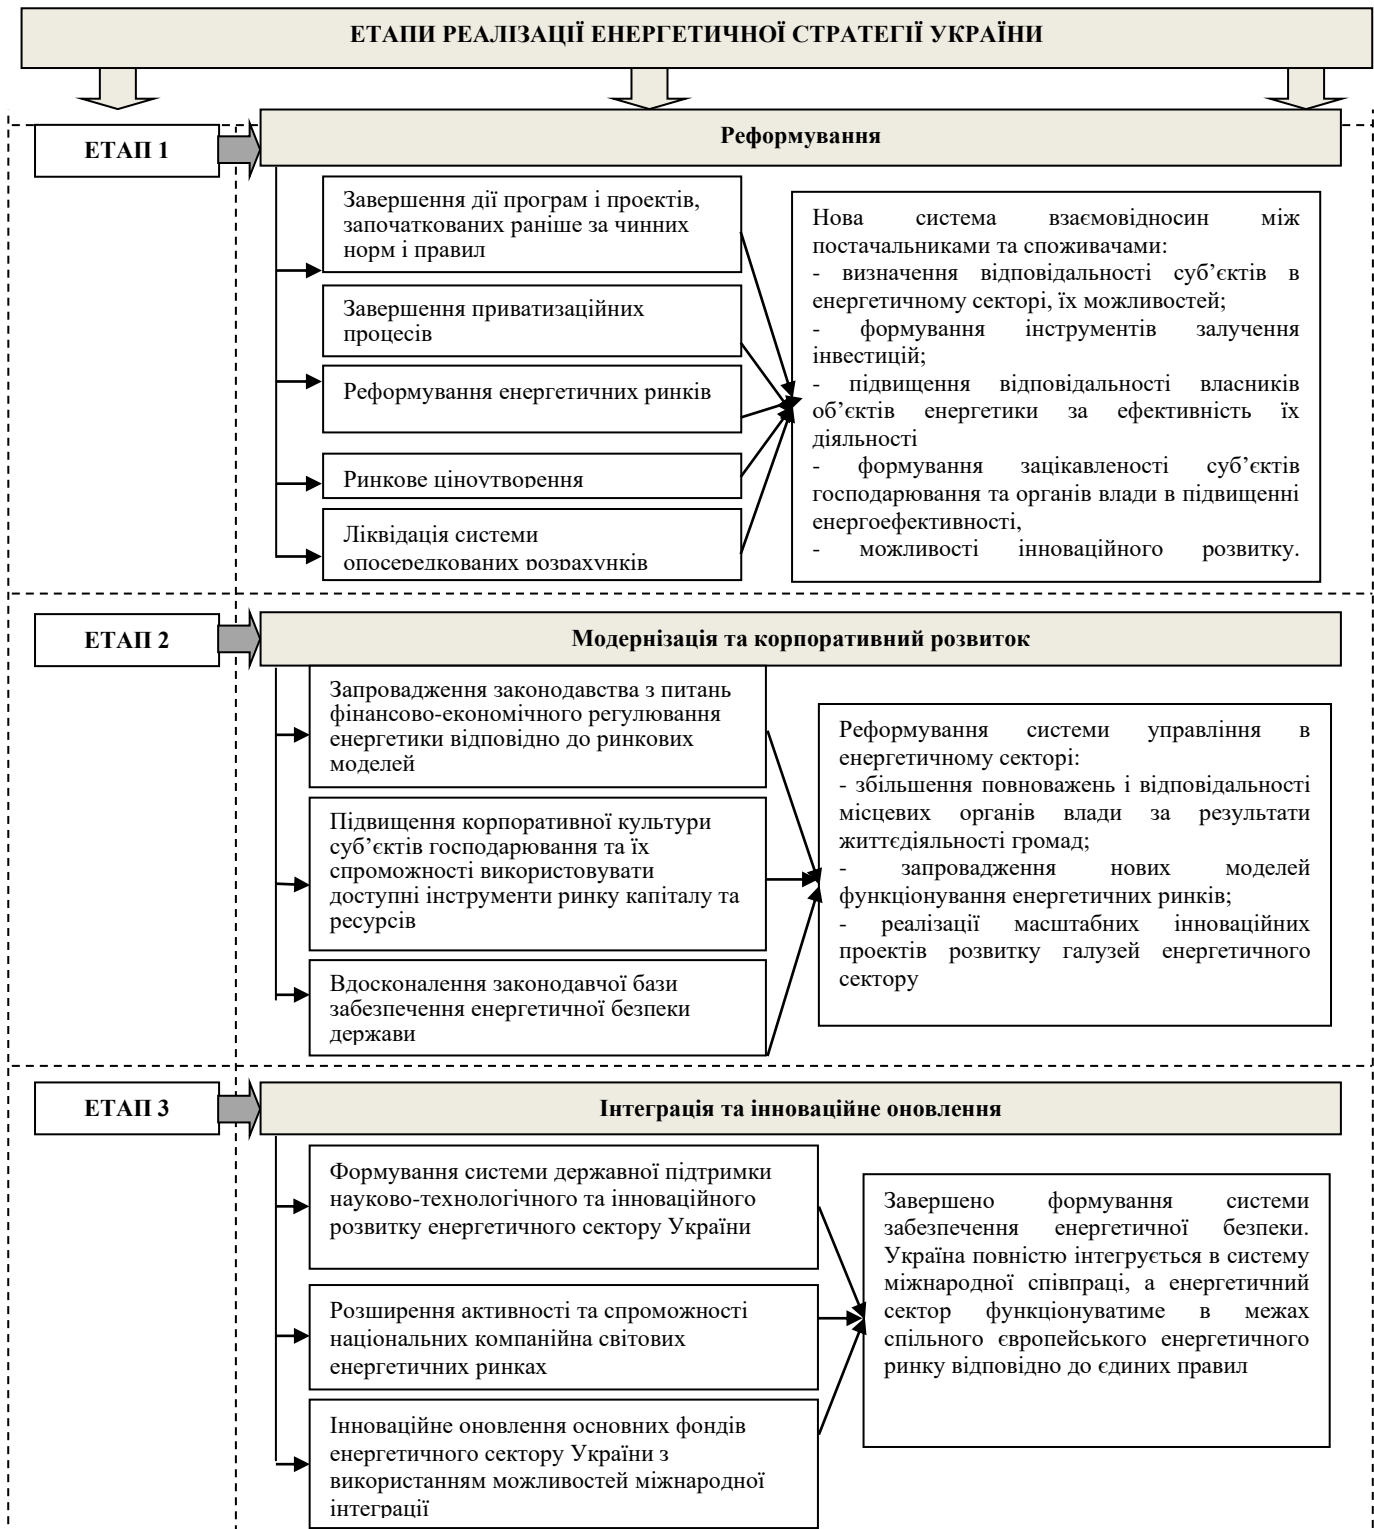 ЕТАПИ РЕАЛІЗАЦІЇ ЕНЕРГЕТИЧНОЇ СТРАТЕГІЇ УКРАЇНИ
ЕТАП 1
Реформування
Завершення дії програм і проектів,
започаткованих раніше за чинних
норм і правил
Завершення приватизаційних
процесів
Реформування енергетичних ринків
Ринкове ціноутворення
Ліквідація системи
опосередкованих розрахунків
Нова система взаємовідносин між
постачальниками та споживачами:
- визначення відповідальності суб’єктів в
енергетичному секторі, їх можливостей;
- формування інструментів залучення
інвестицій;
- підвищення відповідальності власників
об’єктів енергетики за ефективність їх
діяльності
- формування зацікавленості суб’єктів
господарювання та органів влади в підвищенні
енергоефективності,
- можливості інноваційного розвитку.
ЕТАП 2
Модернізація та корпоративний розвиток
Запровадження законодавства з питань
фінансово-економічного регулювання
енергетики відповідно до ринкових
моделей
Підвищення корпоративної культури
суб’єктів господарювання та їх
спроможності використовувати
доступні інструменти ринку капіталу та
ресурсів
Вдосконалення законодавчої бази
забезпечення енергетичної безпеки
держави
Реформування системи управління в
енергетичному секторі:
- збільшення повноважень і відповідальності
місцевих органів влади за результати
життєдіяльності громад;
- запровадження нових моделей
функціонування енергетичних ринків;
- реалізації масштабних інноваційних
проектів розвитку галузей енергетичного
сектору
ЕТАП 3
Інтеграція та інноваційне оновлення
Формування системи державної підтримки
науково-технологічного та інноваційного
розвитку енергетичного сектору України
Розширення активності та спроможності
національних компанійна світових
енергетичних ринках
Інноваційне оновлення основних фондів
енергетичного сектору України з
використанням можливостей міжнародної
інтеграції
Завершено формування системи
забезпечення енергетичної безпеки.
Україна повністю інтегрується в систему
міжнародної співпраці, а енергетичний
сектор функціонуватиме в межах
спільного європейського енергетичного
ринку відповідно до єдиних правил